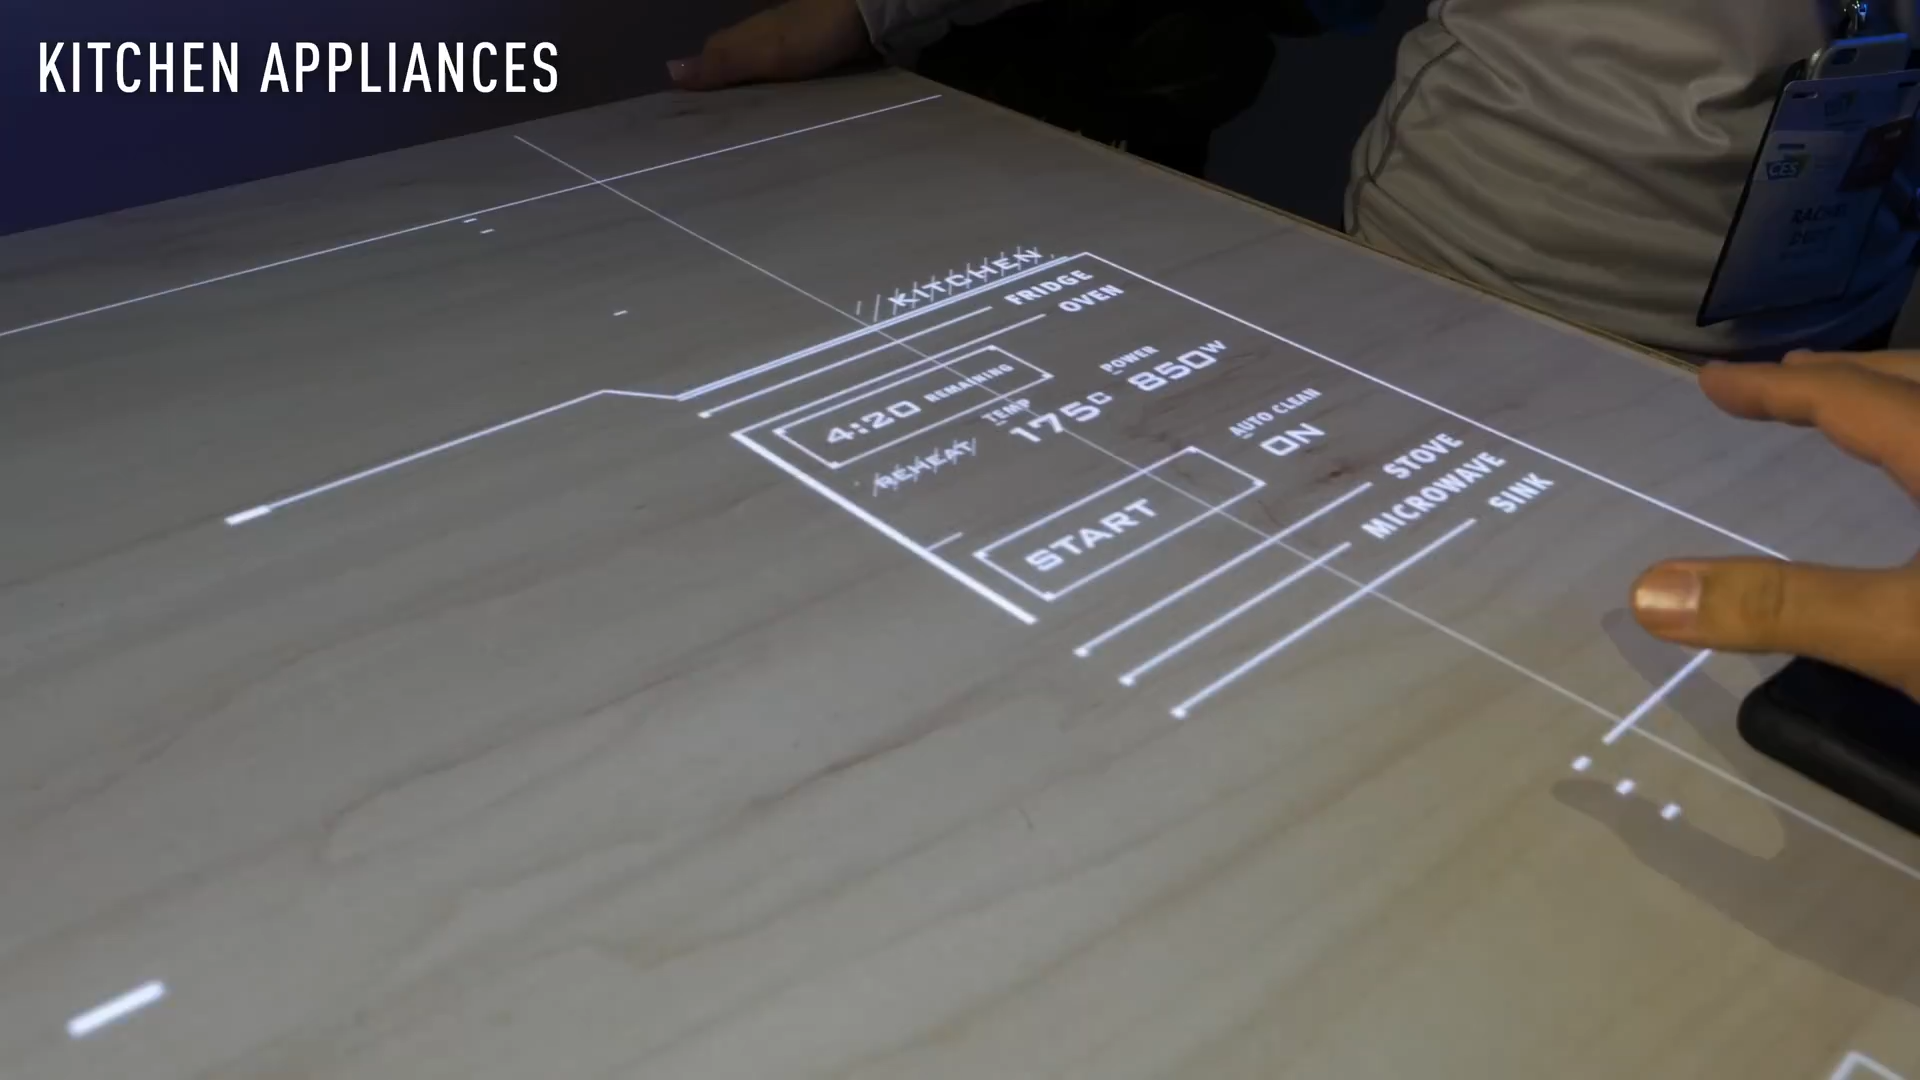 KITCHEN APPLIANCES
KITCHEN
FRIDGE
OVEN
4:20 REMAINING
REHEAT
TEMP
175C
POWER
850W
AUTO CLEAN
ON
START
STOVE
MICROWAVE
SINK
CES